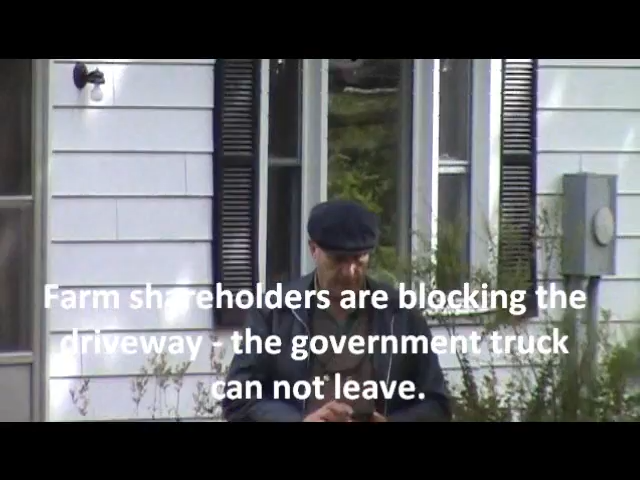 Farm shareholders are blocking the
driveway - the government truck
can not leave.